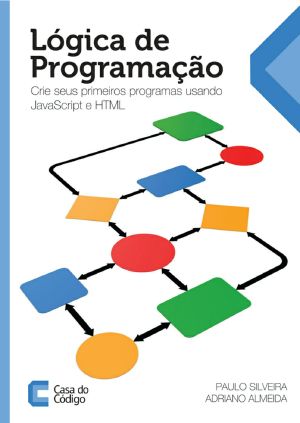 Lógica de
Programação
Crie seus primeiros programas usando
JavaScript e HTML
PAULO SILVEIRA
ADRIANO ALMEIDA
Casa do
Código